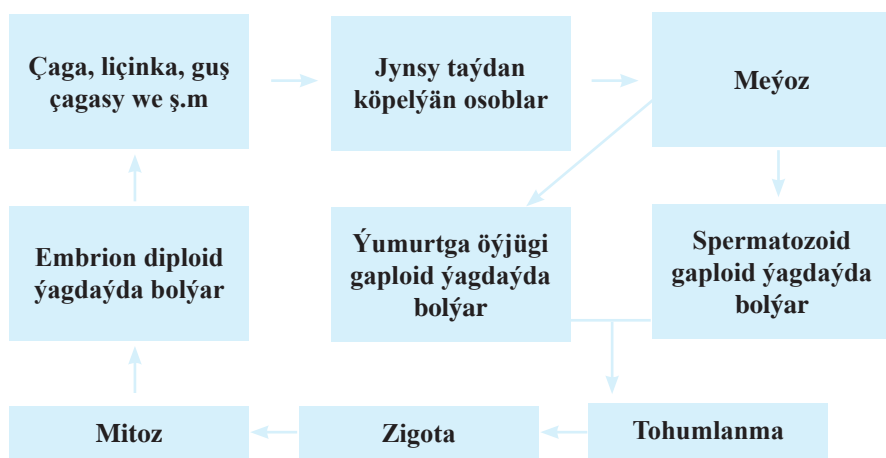 Çaga, liçinka, guş
çagasy we ş.m
Jynsy taýdan
köpelýän osoblar
Meýoz
Embrion diploid
ýagdaýda bolýar
Ýumurtga öýjügi
gaploid ýagdaýda
bolýar
Spermatozoid
gaploid ýagdaýda
bolýar
Mitoz
Zigota
Tohumlanma